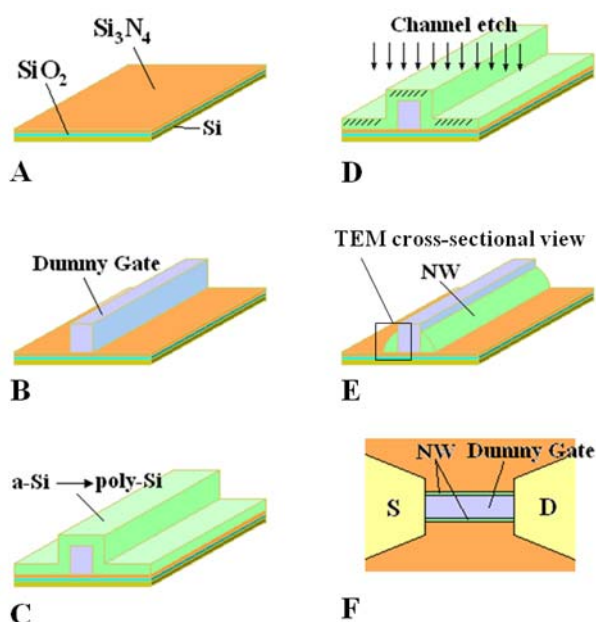 Si₃N₄
SiO₂
Si
A
Dummy Gate
B
a-Si → poly-Si
C
Channel etch
D
TEM cross-sectional view
NW
E
NW Dummy Gate
S
D
F